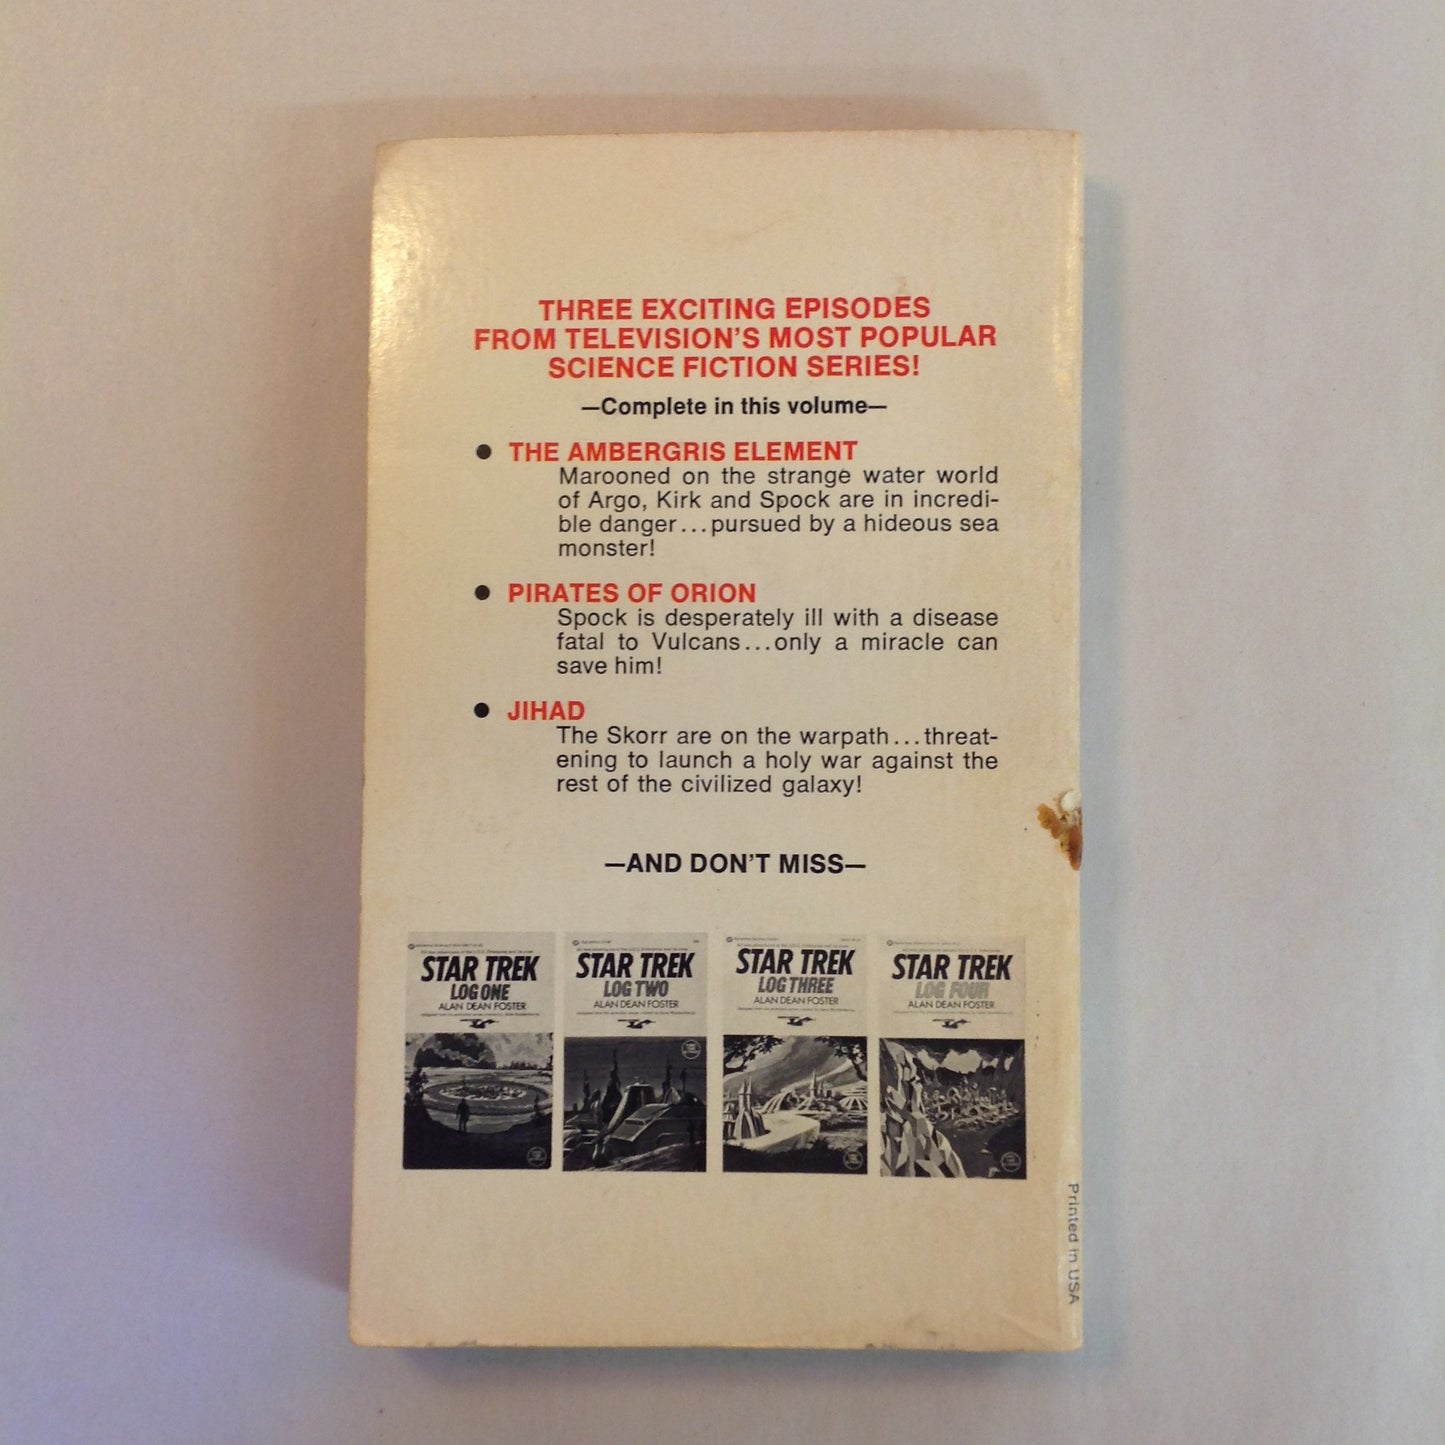 THREE EXCITING EPISODES
FROM TELEVISION'S MOST POPULAR
SCIENCE FICTION SERIES!
—Complete in this volume—
● THE AMBERGRIS ELEMENT
Marooned on the strange water world
of Argo, Kirk and Spock are in incredi-
ble danger...pursued by a hideous sea
monster!
● PIRATES OF ORION
Spock is desperately ill with a disease
fatal to Vulcans...only a miracle can
save him!
● JIHAD
The Skorr are on the warpath...threat-
ening to launch a holy war against the
rest of the civilized galaxy!
—AND DON'T MISS—
STAR TREK
LOG ONE
ALAN DEAN FOSTER
STAR TREK
LOG TWO
ALAN DEAN FOSTER
STAR TREK
LOG THREE
ALAN DEAN FOSTER
STAR TREK
LOG FOUR
ALAN DEAN FOSTER
Printed in USA